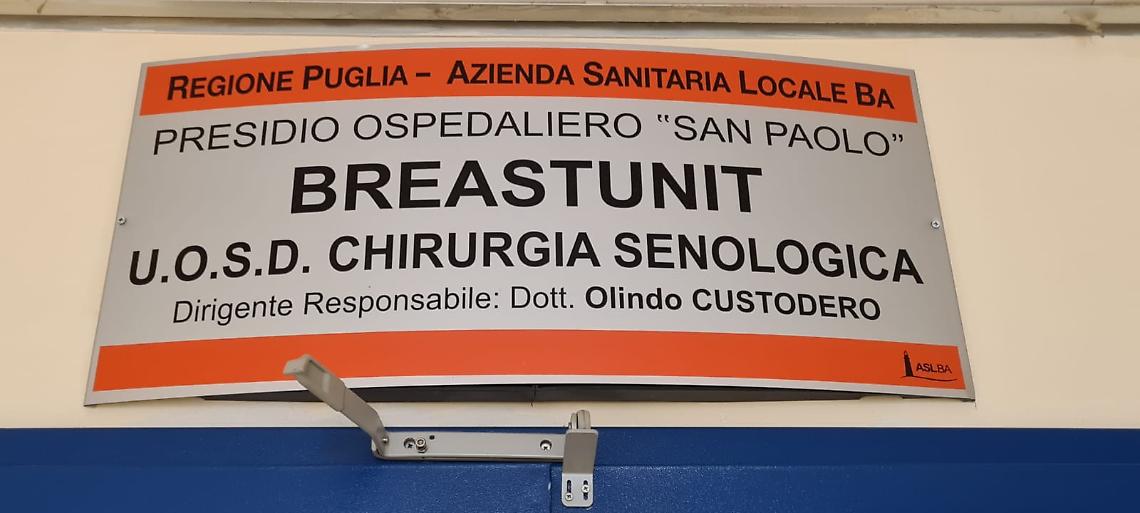 REGIONE PUGLIA - AZIENDA SANITARIA LOCALE BA
PRESIDIO OSPEDALIERO "SAN PAOLO"
BREASTUNIT
U.O.S.D. CHIRURGIA SENOLOGICA
Dirigente Responsabile: Dott. Olindo CUSTODERO
ASLBA